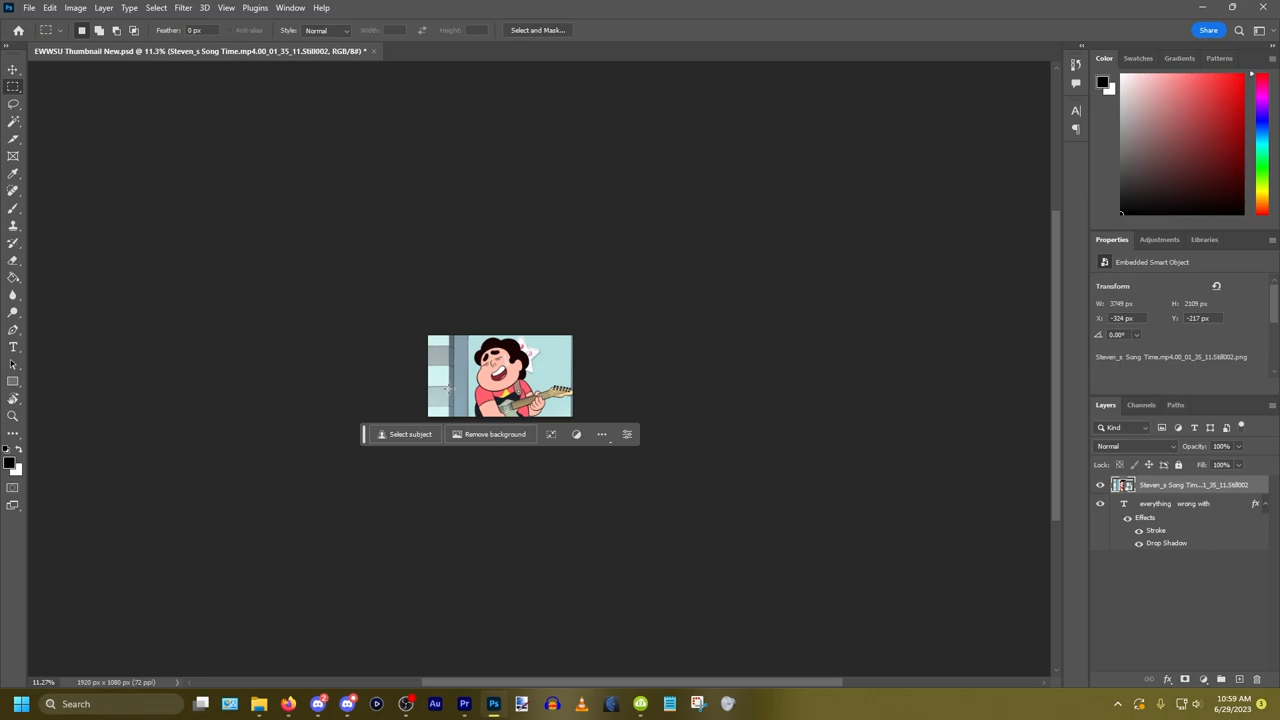 File Edit Image Layer Type Select Filter 3D View Plugins Window Help
Feather: 0 px Anti-alias Style: Normal Width: Height: Select and Mask... Share
EWWSU Thumbnail New.psd @ 11.3% (Steven_s Song Time.mp4.00_01_35_11.Still002, RGB/8#) *
Color Swatches Gradients Patterns
Properties Adjustments Libraries
Embedded Smart Object
Transform
W: 3749 px H: 2109 px
X: -324 px Y: -217 px
0.00°
Steven_s Song Time.mp4.00_01_35_11.Still002.png
Select subject Remove background
Layers Channels Paths
Kind
Normal Opacity: 100%
Lock: Fill: 100%
Steven_s Song Tim...1_35_11.Still002
everything wrong with fx
Effects
Stroke
Drop Shadow
11.27% 1920 px x 1080 px (72 ppi)
Search 2 10:59 AM
6/29/2023